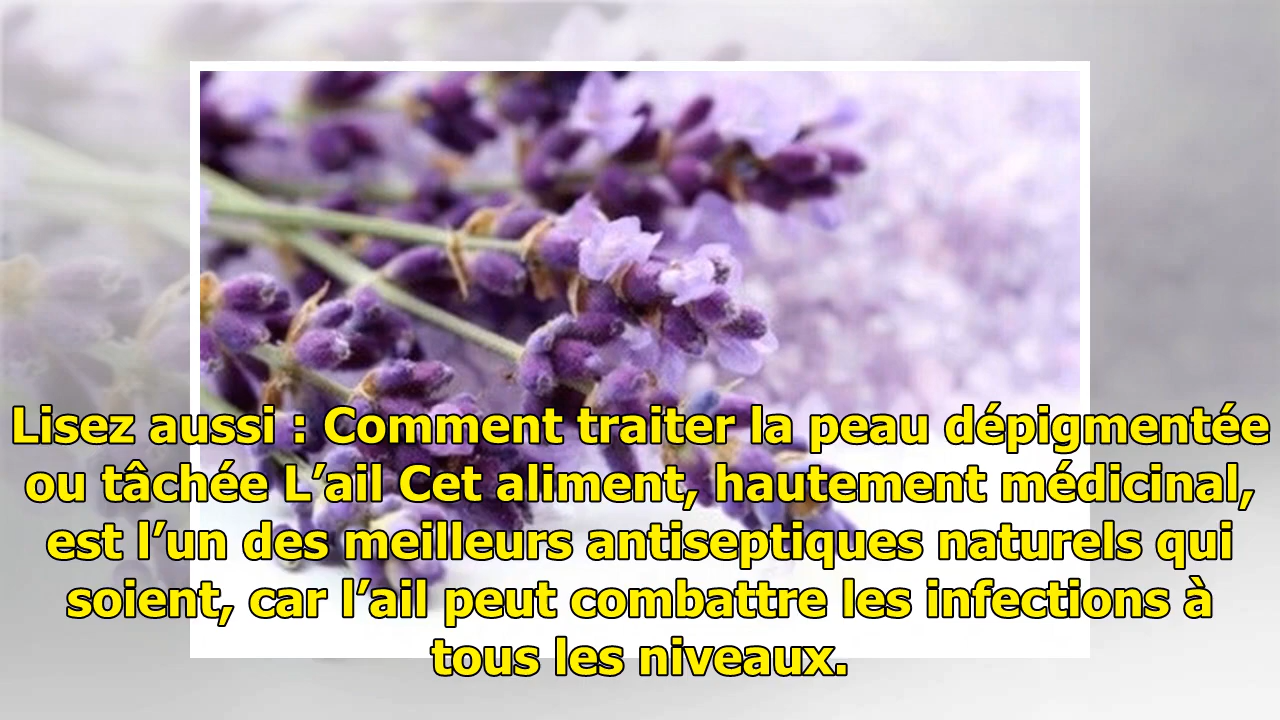 Lisez aussi : Comment traiter la peau dépigmentée
ou tâchée L’ail Cet aliment, hautement médicinal,
est l’un des meilleurs antiseptiques naturels qui
soient, car l’ail peut combattre les infections à
tous les niveaux.